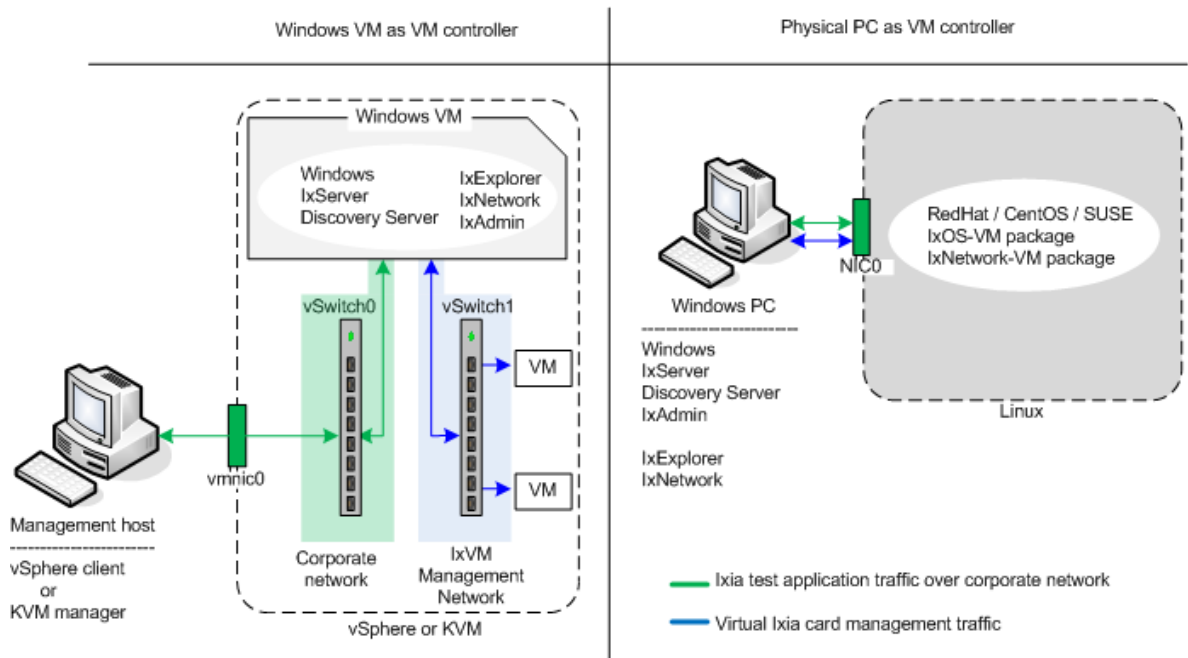 Windows VM as VM controller
Physical PC as VM controller
Windows VM
Windows
IxServer
Discovery Server
IxExplorer
IxNetwork
IxAdmin
vSwitch0
vSwitch1
VM
VM
vmnic0
Management host
vSphere client
or
KVM manager
Corporate
network
IxVM
Management
Network
vSphere or KVM
RedHat / CentOS / SUSE
IxOS-VM package
IxNetwork-VM package
NIC0
Windows PC
Windows
IxServer
Discovery Server
IxAdmin
IxExplorer
IxNetwork
Linux
Ixia test application traffic over corporate network
Virtual Ixia card management traffic